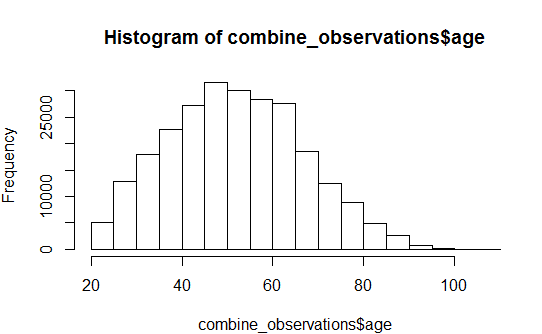 Histogram of combine_observations$age
Frequency
25000
10000
0
20 40 60 80 100
combine_observations$age